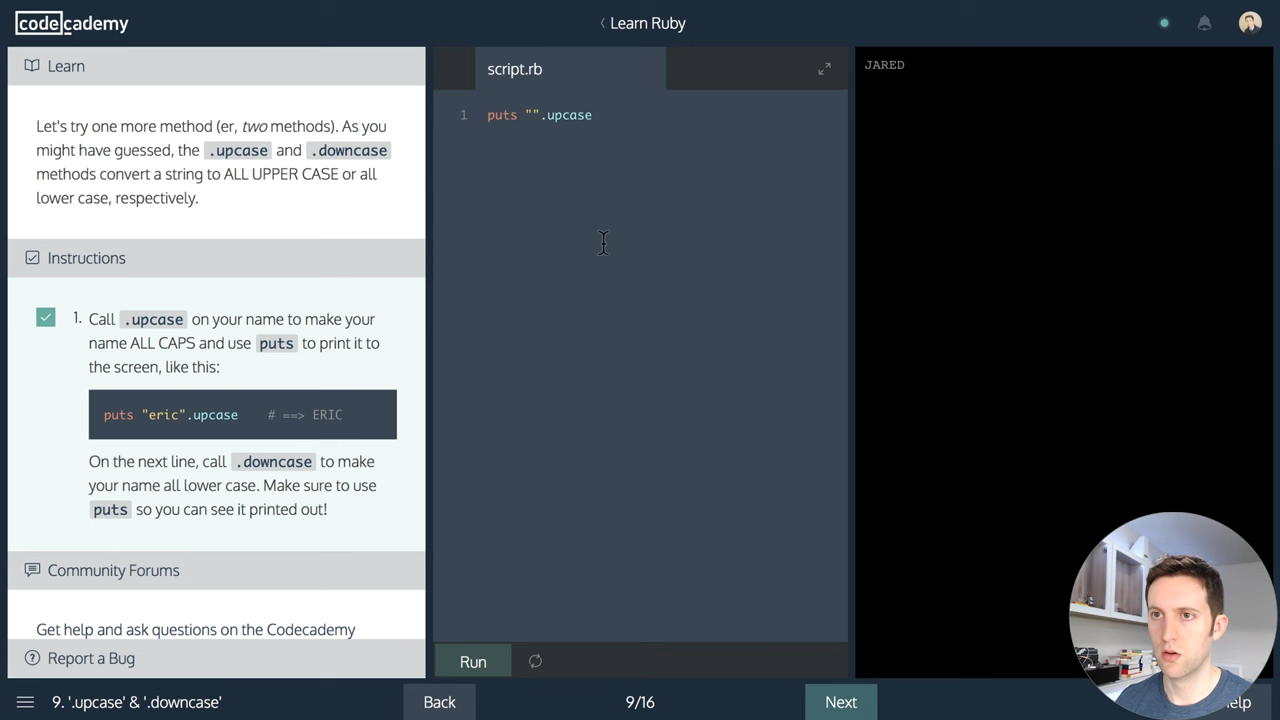 codecademy
Learn Ruby
Learn
script.rb
JARED
1 puts "".upcase
Let's try one more method (er, two methods). As you
might have guessed, the .upcase and .downcase
methods convert a string to ALL UPPER CASE or all
lower case, respectively.
Instructions
1. Call .upcase on your name to make your
name ALL CAPS and use puts to print it to
the screen, like this:
puts "eric".upcase # ==> ERIC
On the next line, call .downcase to make
your name all lower case. Make sure to use
puts so you can see it printed out!
Community Forums
Get help and ask questions on the Codecademy
Report a Bug
Run
9. '.upcase' & '.downcase'
Back
9/16
Next
elp